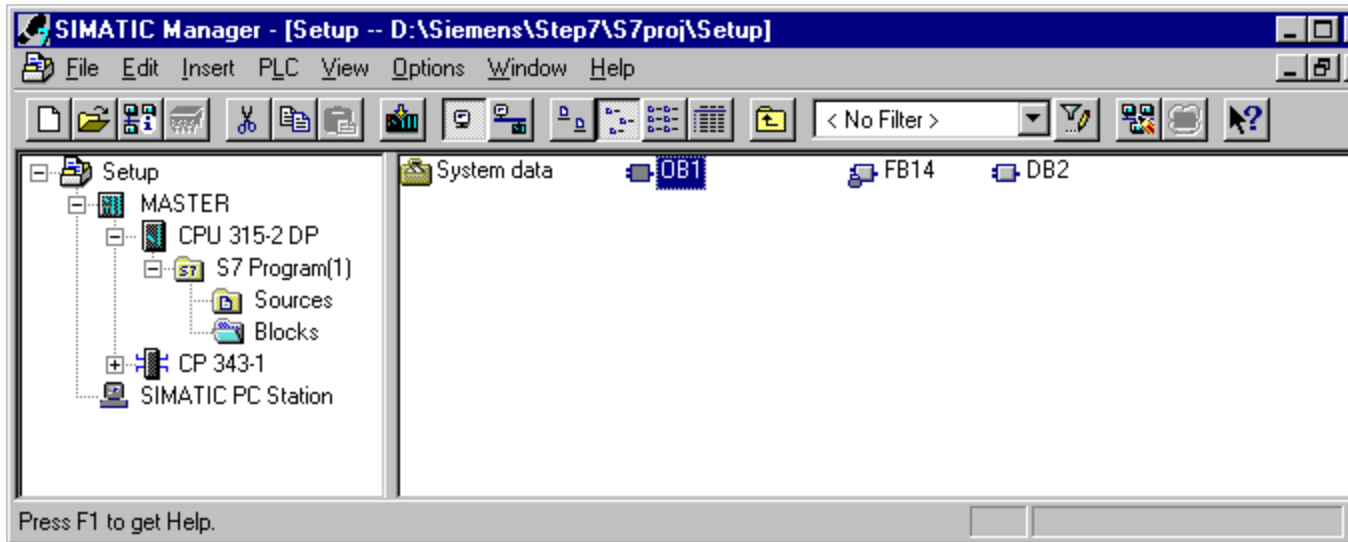 SIMATIC Manager - [Setup -- D:\Siemens\Step7\S7proj\Setup]
File Edit Insert PLC View Options Window Help
< No Filter >
Setup
MASTER
CPU 315-2 DP
S7 Program(1)
Sources
Blocks
CP 343-1
SIMATIC PC Station
System data OB1 FB14 DB2
Press F1 to get Help.